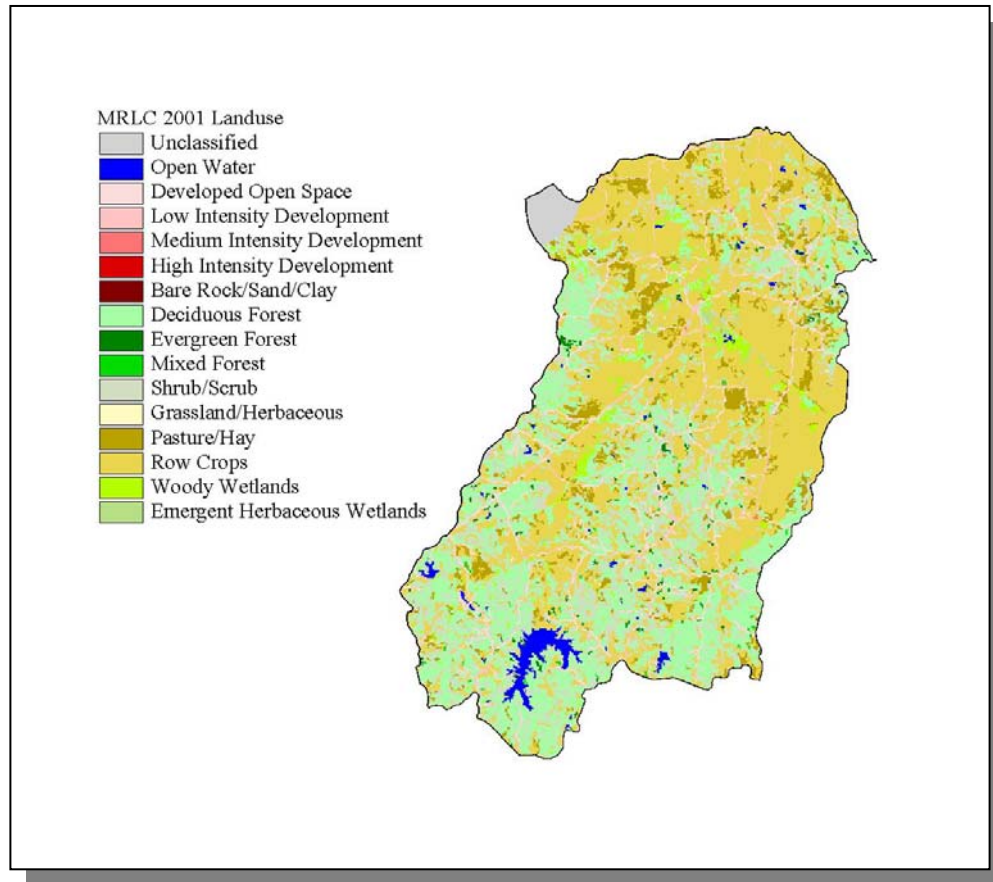 MRLC 2001 Landuse
Unclassified
Open Water
Developed Open Space
Low Intensity Development
Medium Intensity Development
High Intensity Development
Bare Rock/Sand/Clay
Deciduous Forest
Evergreen Forest
Mixed Forest
Shrub/Scrub
Grassland/Herbaceous
Pasture/Hay
Row Crops
Woody Wetlands
Emergent Herbaceous Wetlands